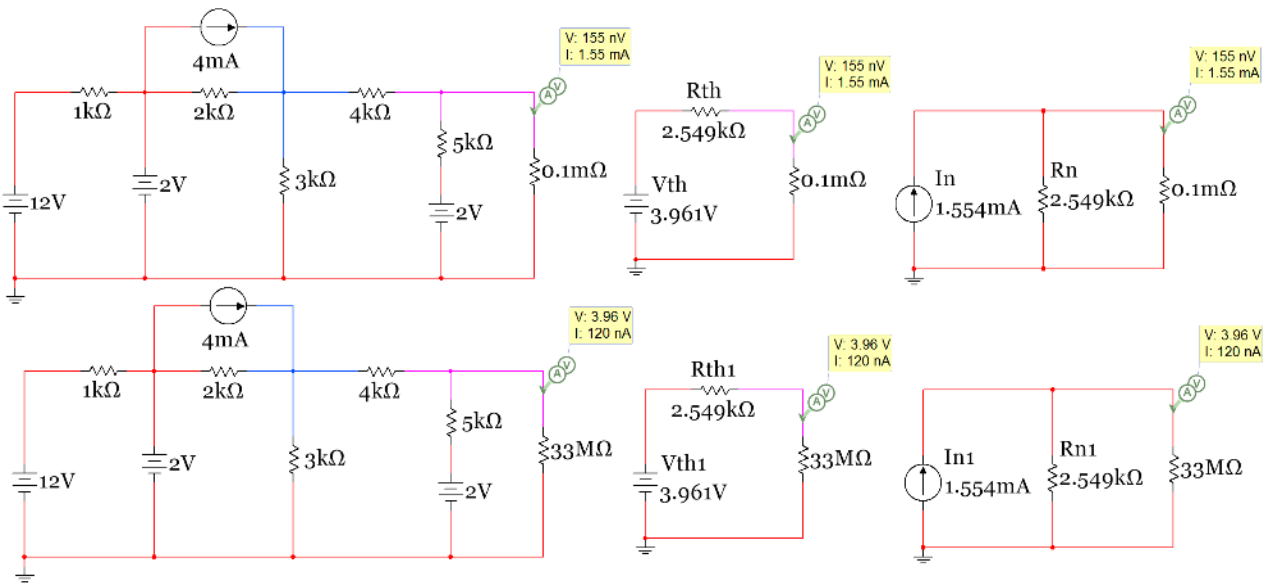 V: 155 nV
I: 1.55 mA
4mA
1kΩ
2kΩ
4kΩ
5kΩ
3kΩ
0.1mΩ
12V
2V
2V
V: 155 nV
I: 1.55 mA
A V
Rth
2.549kΩ
0.1mΩ
Vth
3.961V
V: 155 nV
I: 1.55 mA
A V
In
1.554mA
Rn
2.549kΩ
0.1mΩ
A V
V: 3.96 V
I: 120 nA
4mA
1kΩ
2kΩ
4kΩ
5kΩ
3kΩ
33MΩ
12V
2V
2V
A V
V: 3.96 V
I: 120 nA
A V
Rth1
2.549kΩ
33MΩ
Vth1
3.961V
V: 3.96 V
I: 120 nA
A V
In1
1.554mA
Rn1
2.549kΩ
33MΩ